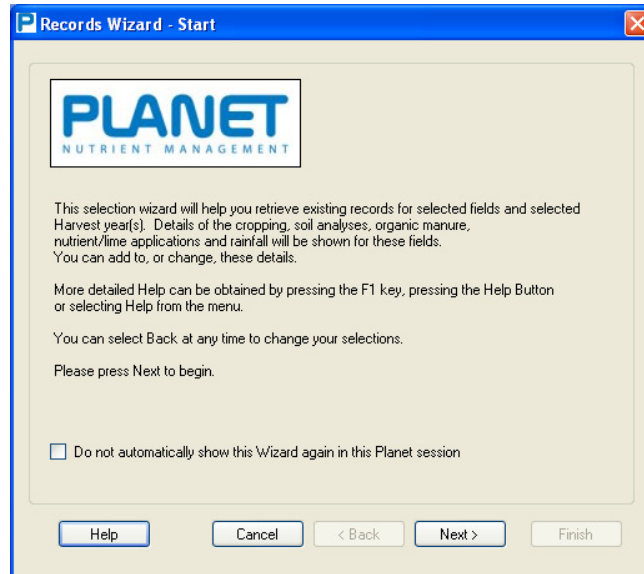 Records Wizard - Start
PLANET
NUTRIENT MANAGEMENT
This selection wizard will help you retrieve existing records for selected fields and selected
Harvest year(s). Details of the cropping, soil analyses, organic manure,
nutrient/lime applications and rainfall will be shown for these fields.
You can add to, or change, these details.
More detailed Help can be obtained by pressing the F1 key, pressing the Help Button
or selecting Help from the menu.
You can select Back at any time to change your selections.
Please press Next to begin.
Do not automatically show this Wizard again in this Planet session
Help Cancel < Back Next > Finish